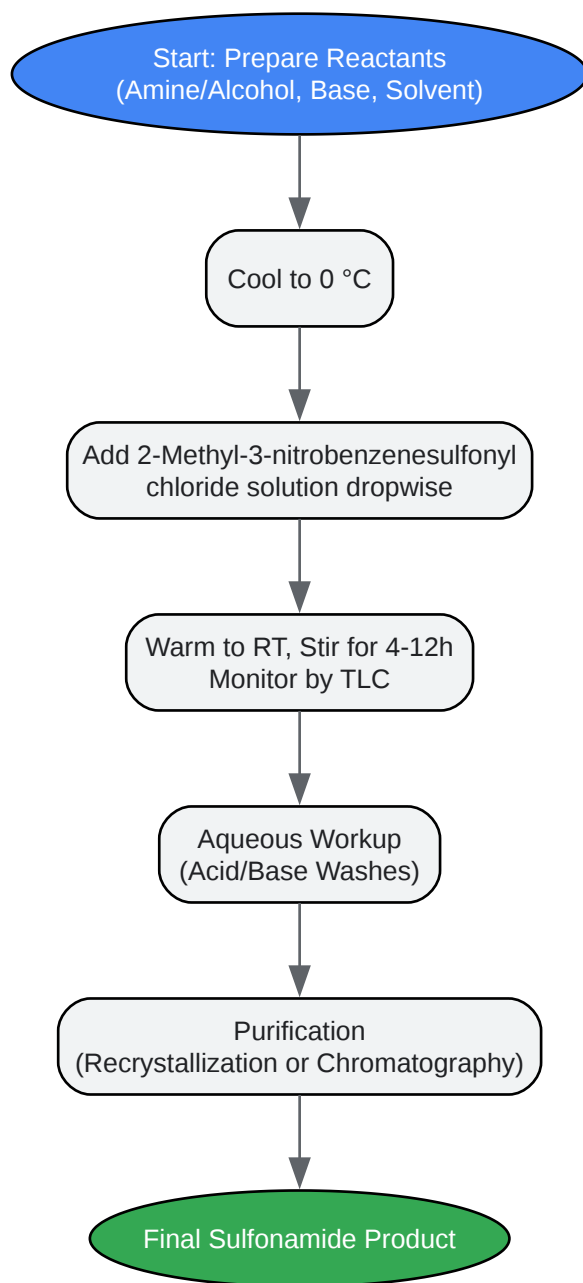 Start: Prepare Reactants
(Amine/Alcohol, Base, Solvent)
Cool to 0 °C
Add 2-Methyl-3-nitrobenzenesulfonyl
chloride solution dropwise
Warm to RT, Stir for 4-12h
Monitor by TLC
Aqueous Workup
(Acid/Base Washes)
Purification
(Recrystallization or Chromatography)
Final Sulfonamide Product